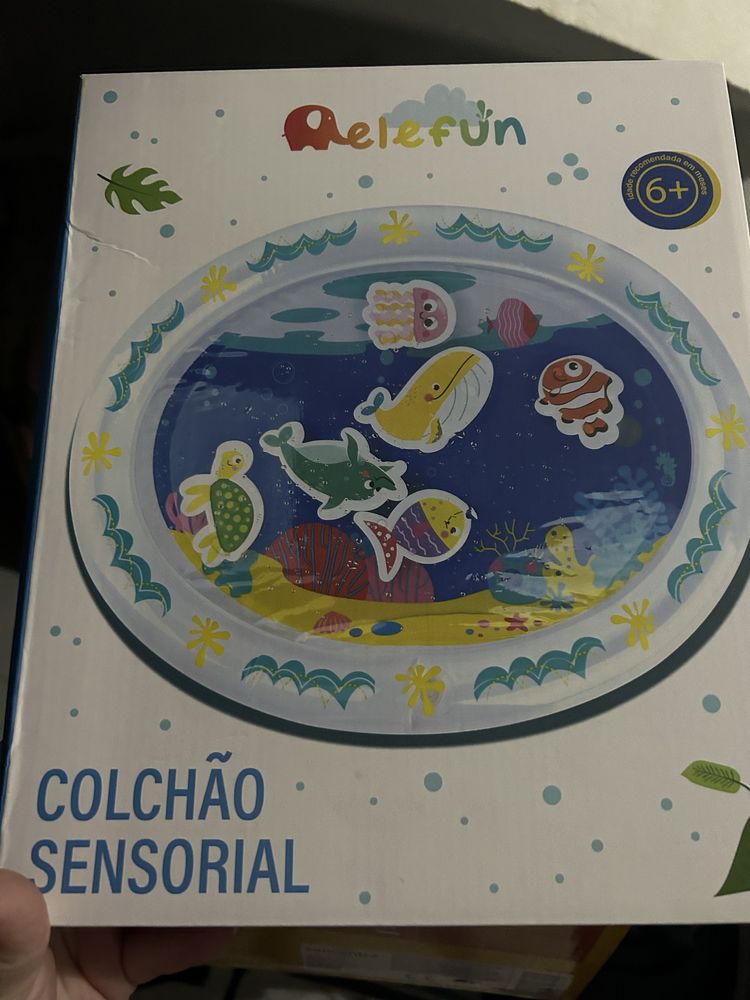 elefun
idade recomendada em meses
6+
COLCHÃO
SENSORIAL